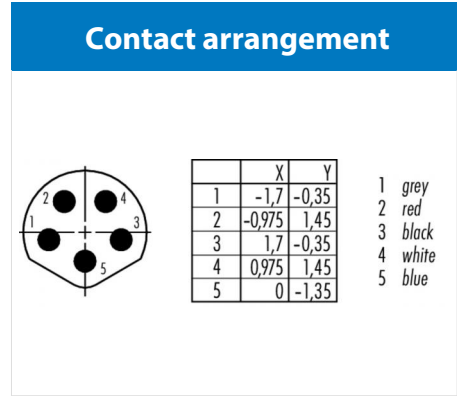 Contact arrangement
2 4
1 3
5
X Y
1 -1,7 -0,35
2 -0,975 1,45
3 1,7 -0,35
4 0,975 1,45
5 0 -1,35
1 grey
2 red
3 black
4 white
5 blue